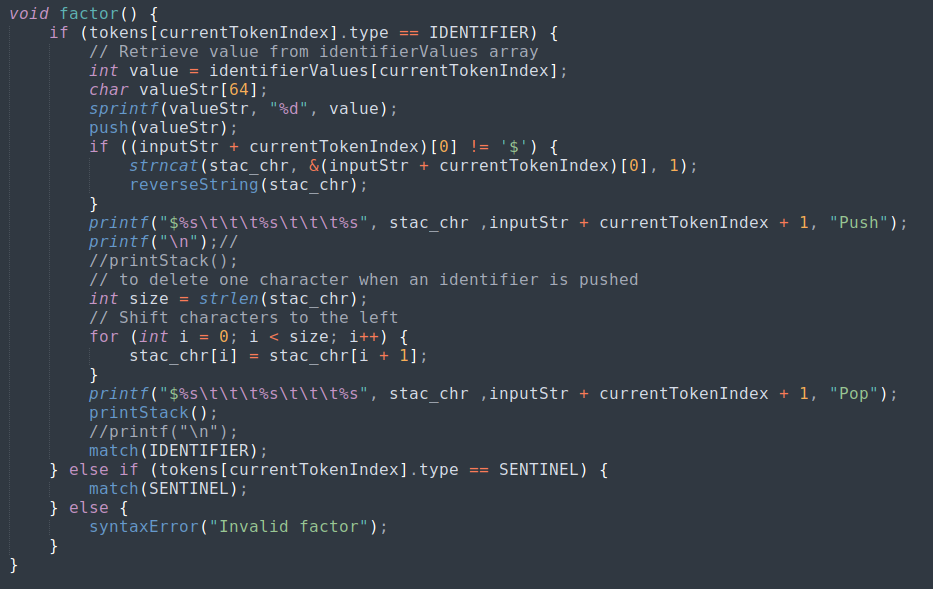 void factor() {
    if (tokens[currentTokenIndex].type == IDENTIFIER) {
        // Retrieve value from identifierValues array
        int value = identifierValues[currentTokenIndex];
        char valueStr[64];
        sprintf(valueStr, "%d", value);
        push(valueStr);
        if ((inputStr + currentTokenIndex)[0] != '$') {
            strncat(stac_chr, &(inputStr + currentTokenIndex)[0], 1);
            reverseString(stac_chr);
        }
        printf("$%s\t\t\t%s\t\t\t%s", stac_chr ,inputStr + currentTokenIndex + 1, "Push");
        printf("\n");//
        //printStack();
        // to delete one character when an identifier is pushed
        int size = strlen(stac_chr);
        // Shift characters to the left
        for (int i = 0; i < size; i++) {
            stac_chr[i] = stac_chr[i + 1];
        }
        printf("$%s\t\t\t%s\t\t\t%s", stac_chr ,inputStr + currentTokenIndex + 1, "Pop");
        printStack();
        //printf("\n");
        match(IDENTIFIER);
    } else if (tokens[currentTokenIndex].type == SENTINEL) {
        match(SENTINEL);
    } else {
        syntaxError("Invalid factor");
    }
}